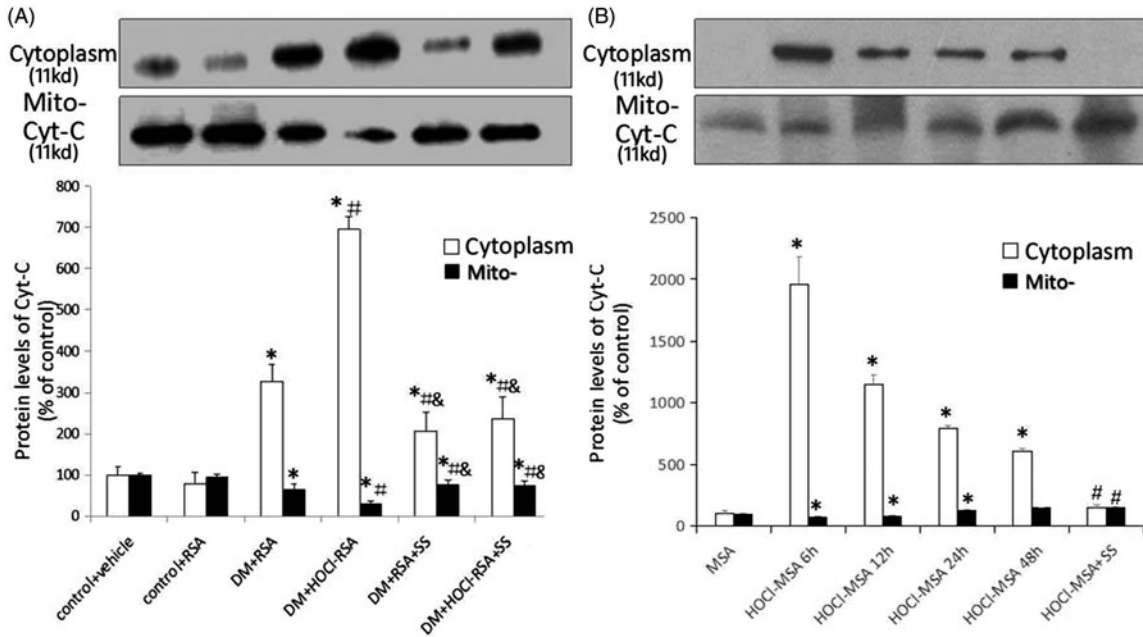 (A)
Cytoplasm
(11kd)
Mito-
Cyt-C
(11kd)
800
700
600
500
400
300
200
100
0
Protein levels of Cyt-C
(% of control)
* #
*
*
*#
*#&
*#&
*#&
*#&
Cytoplasm
Mito-
control+vehicle
control+RSA
DM+RSA
DM+HOCl-RSA
DM+RSA+SS
DM+HOCl-RSA+SS
(B)
Cytoplasm
(11kd)
Mito-
Cyt-C
(11kd)
2500
2000
1500
1000
500
0
Protein levels of Cyt-C
(% of control)
*
*
*
*
*
*
*
# #
Cytoplasm
Mito-
MSA
HOCl-MSA 6h
HOCl-MSA 12h
HOCl-MSA 24h
HOCl-MSA 48h
HOCl-MSA+SS